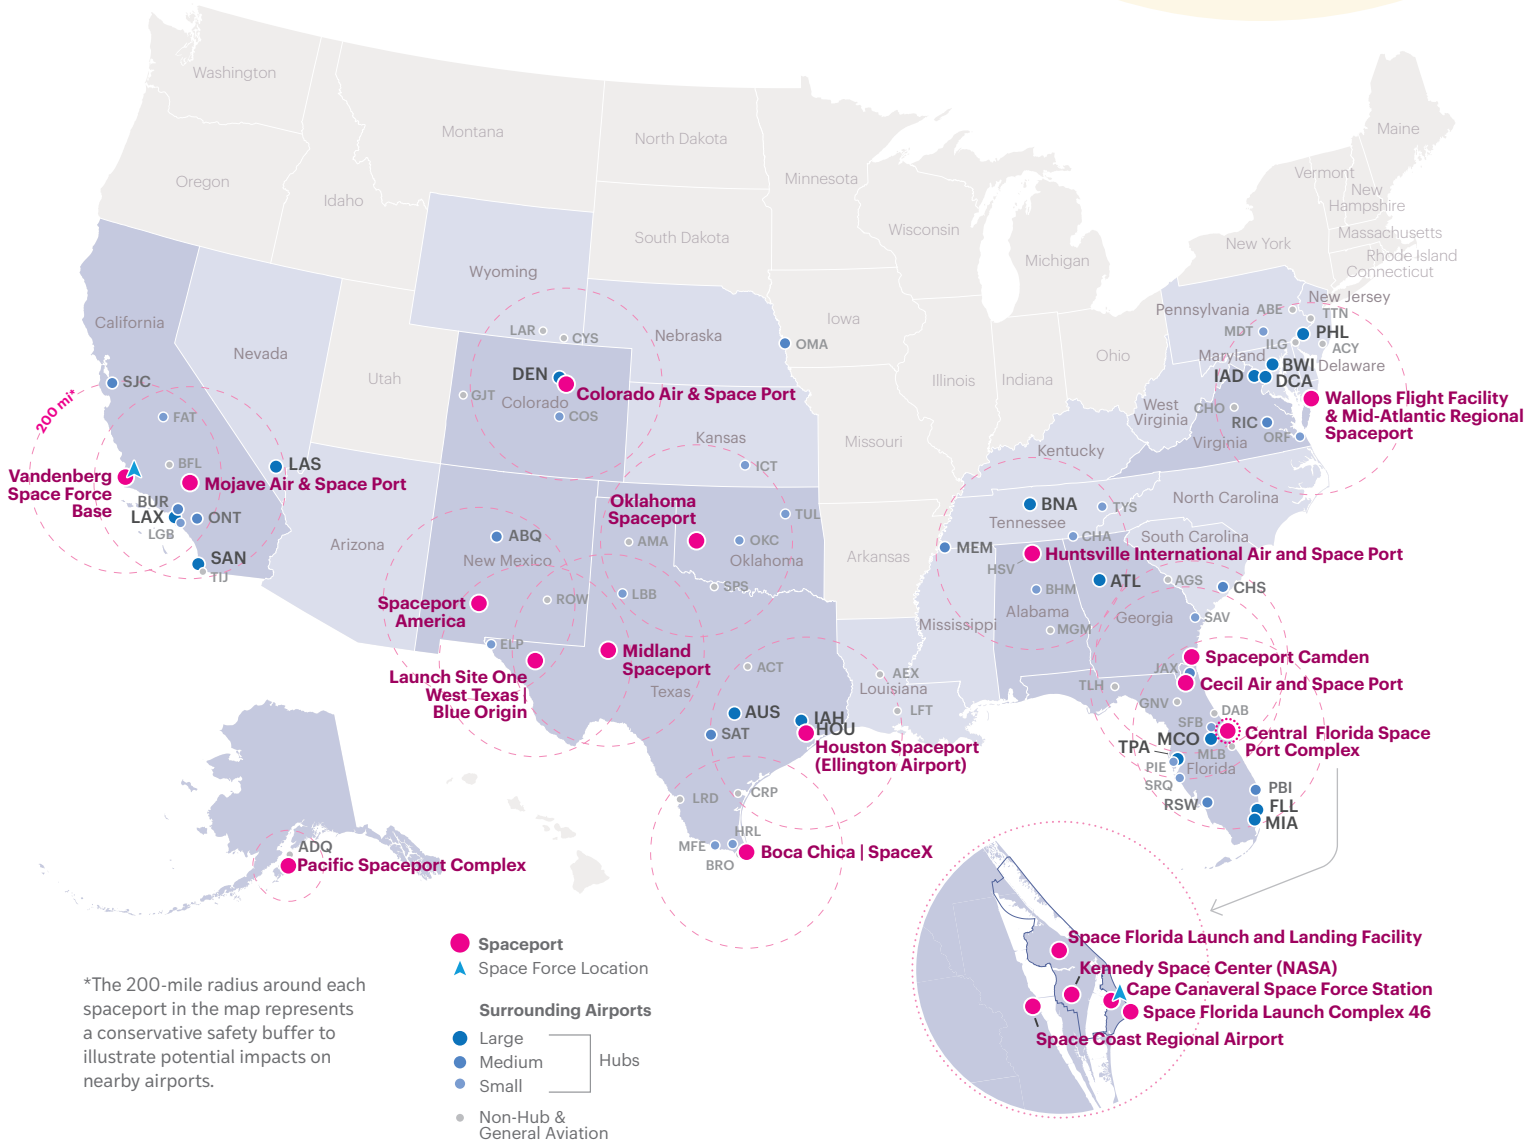 Washington
Oregon
Idaho
Montana
North Dakota
South Dakota
Minnesota
Wisconsin
Michigan
Iowa
Illinois
Indiana
Ohio
Missouri
Arkansas
Utah
Maine
Vermont
New
Hampshire
New York
Massachusetts
Rhode Island
Connecticut
Wyoming
Nebraska
California
Nevada
Arizona
Colorado
Kansas
New Mexico
Oklahoma
Texas
Louisiana
Mississippi
Alabama
Georgia
Florida
Tennessee
Kentucky
West
Virginia
Virginia
North Carolina
South Carolina
Pennsylvania
New Jersey
Maryland
Delaware
LAR
CYS
DEN
GJT
COS
Colorado Air & Space Port
OMA
ICT
SJC
FAT
200 mi*
BFL
LAS
Vandenberg
Space Force
Base
Mojave Air & Space Port
BUR
LAX
ONT
LGB
SAN
TIJ
Oklahoma
Spaceport
TUL
AMA
OKC
SPS
ABQ
LBB
ROW
Spaceport
America
ELP
Launch Site One
West Texas |
Blue Origin
Midland
Spaceport
ACT
AUS
SAT
IAH
HOU
Houston Spaceport
(Ellington Airport)
AEX
LFT
LRD
CRP
HRL
MFE
BRO
Boca Chica | SpaceX
BNA
TYS
CHA
MEM
HSV
Huntsville International Air and Space Port
BHM
ATL
AGS
CHS
MGM
SAV
Spaceport Camden
JAX
Cecil Air and Space Port
TLH
GNV
DAB
SFB
MCO
MLB
Central Florida Space
Port Complex
TPA
PIE
SRQ
RSW
PBI
FLL
MIA
ABE
TTN
MDT
PHL
ILG
ACY
BWI
IAD
DCA
CHO
RIC
ORF
Wallops Flight Facility
& Mid-Atlantic Regional
Spaceport
ADQ
Pacific Spaceport Complex
Space Florida Launch and Landing Facility
Kennedy Space Center (NASA)
Cape Canaveral Space Force Station
Space Florida Launch Complex 46
Space Coast Regional Airport
*The 200-mile radius around each
spaceport in the map represents
a conservative safety buffer to
illustrate potential impacts on
nearby airports.
Spaceport
Space Force Location
Surrounding Airports
Large
Medium
Small
Hubs
Non-Hub &
General Aviation